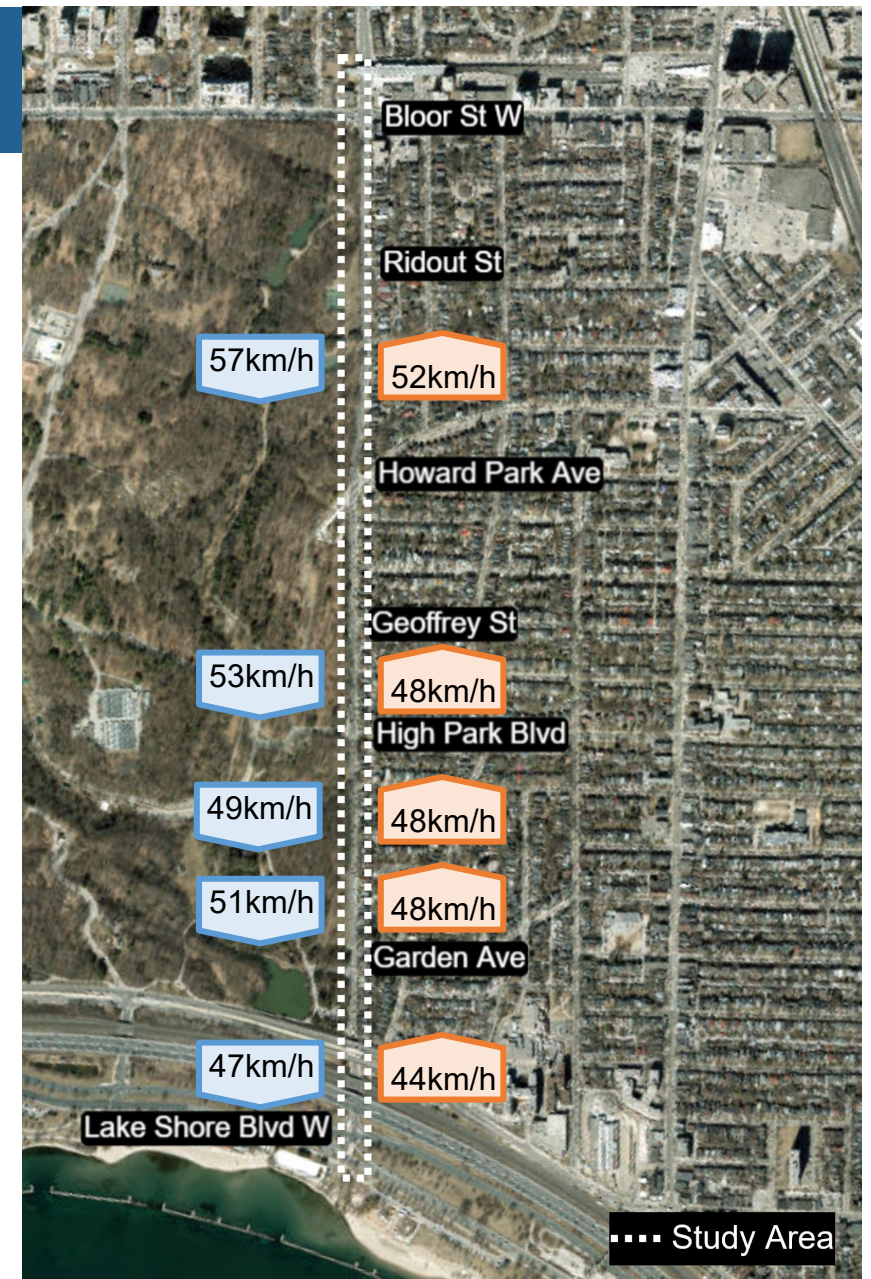 Bloor St W
Ridout St
57km/h
52km/h
Howard Park Ave
Geoffrey St
53km/h
48km/h
High Park Blvd
49km/h
48km/h
51km/h
48km/h
Garden Ave
47km/h
44km/h
Lake Shore Blvd W
Study Area